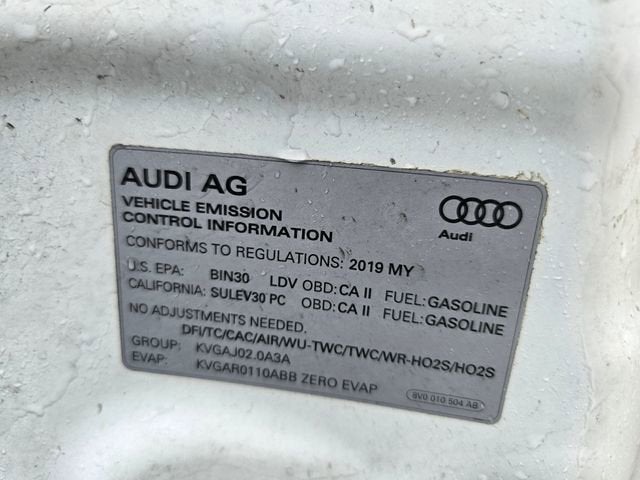 AUDI AG
VEHICLE EMISSION
CONTROL INFORMATION
Audi
CONFORMS TO REGULATIONS: 2019 MY
U.S. EPA: BIN30 LDV OBD: CA II FUEL: GASOLINE
CALIFORNIA: SULEV30 PC OBD: CA II FUEL: GASOLINE
NO ADJUSTMENTS NEEDED.
DFI/TC/CAC/AIR/WU-TWC/TWC/WR-HO2S/HO2S
GROUP: KVGAJ02.0A3A
EVAP: KVGAR0110ABB ZERO EVAP
8V0 010 504 AB